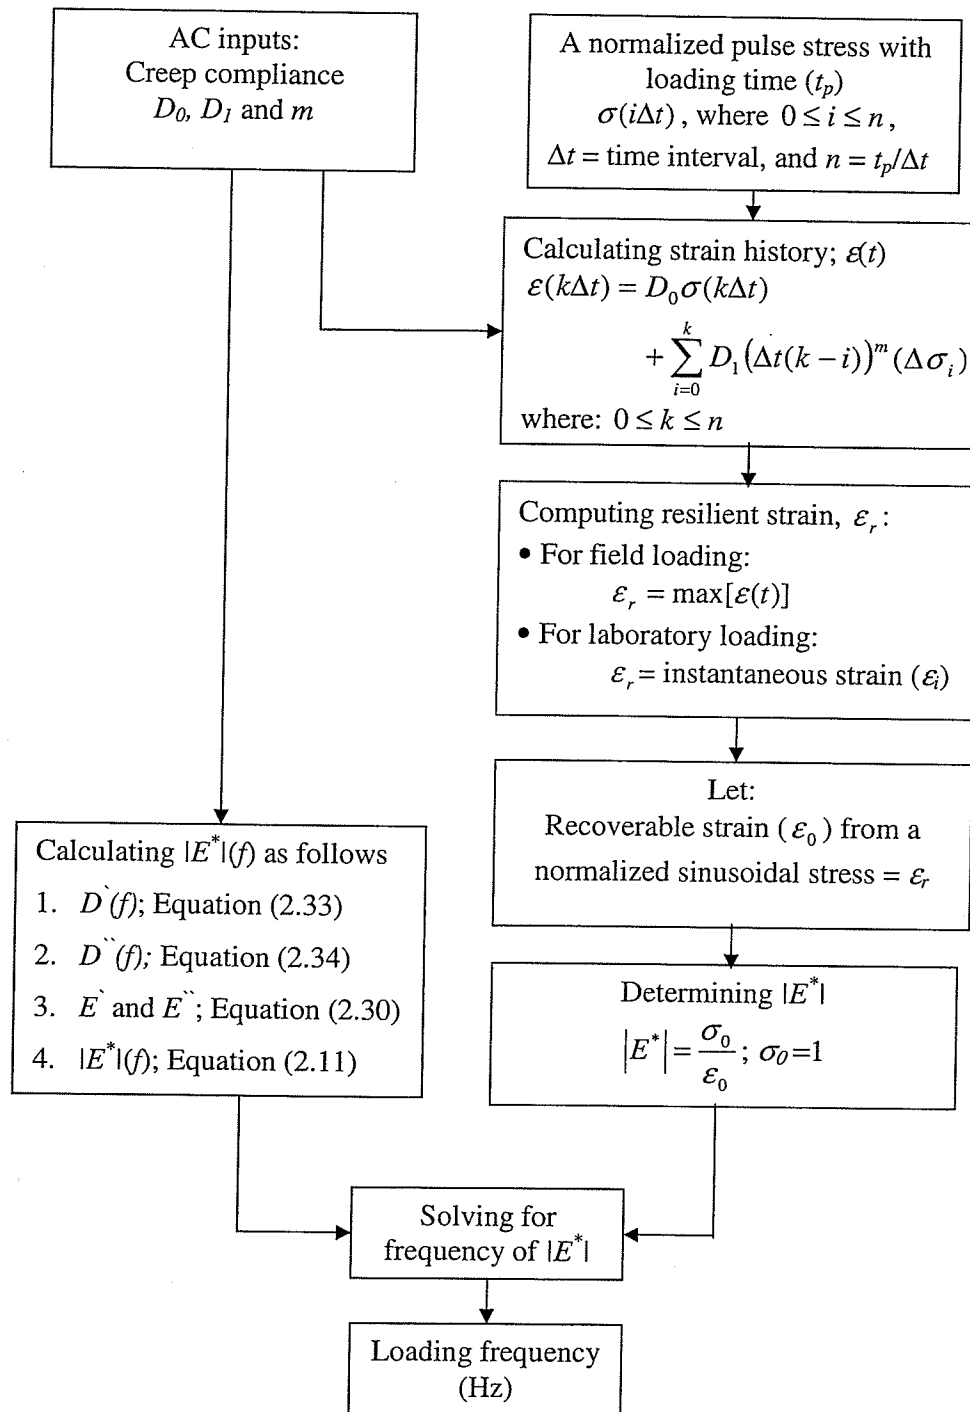 AC inputs:
Creep compliance
D₀, D₁ and m
A normalized pulse stress with
loading time (tₚ)
σ(iΔt), where 0 ≤ i ≤ n,
Δt = time interval, and n = tₚ/Δt
Calculating strain history; ε(t)
ε(kΔt) = D₀σ(kΔt)
+ ∑_{i=0}^{k} D₁(Δt(k − i))^m (Δσᵢ)
where: 0 ≤ k ≤ n
Computing resilient strain, εᵣ:
• For field loading:
εᵣ = max[ε(t)]
• For laboratory loading:
εᵣ = instantaneous strain (εᵢ)
Let:
Recoverable strain (ε₀) from a
normalized sinusoidal stress = εᵣ
Calculating |E*|(f) as follows
1. D`(f); Equation (2.33)
2. D``(f); Equation (2.34)
3. E` and E``; Equation (2.30)
4. |E*|(f); Equation (2.11)
Determining |E*|
|E*| = σ₀/ε₀; σ₀=1
Solving for
frequency of |E*|
Loading frequency
(Hz)